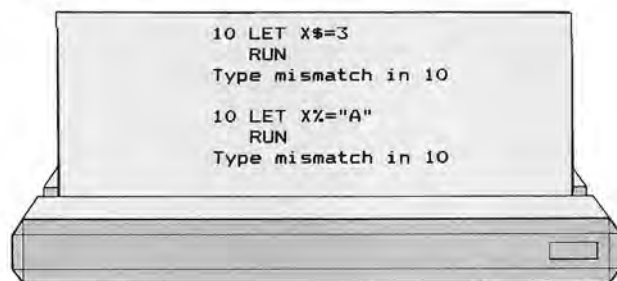 10 LET X$=3
RUN
Type mismatch in 10
10 LET X%="A"
RUN
Type mismatch in 10